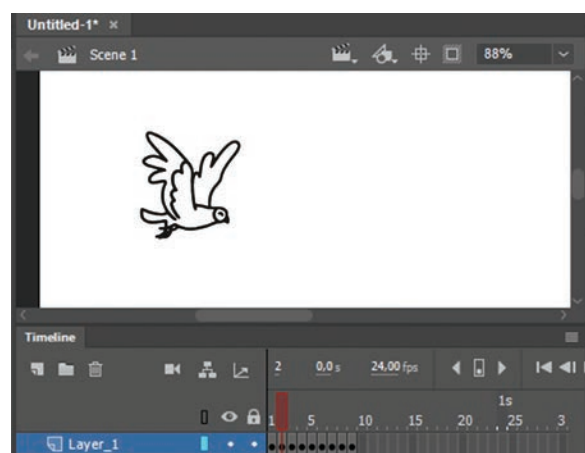 Untitled-1* ×
Scene 1 88%
Timeline
2 0,0 s 24,00 fps
1s
1 5 10 15 20 25 3
Layer_1